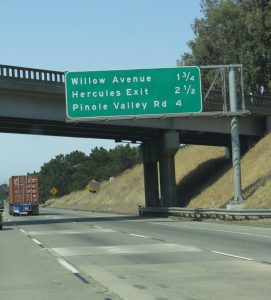 Willow Avenue 1 3/4
Hercules Exit 2 1/2
Pinole Valley Rd 4